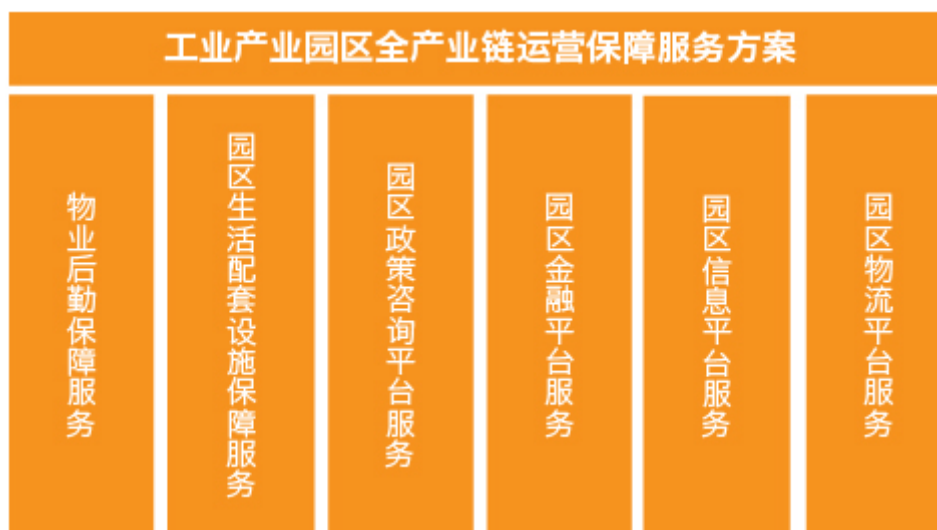 工业产业园区全产业链运营保障服务方案
物业后勤保障服务
园区生活配套设施保障服务
园区政策咨询平台服务
园区金融平台服务
园区信息平台服务
园区物流平台服务